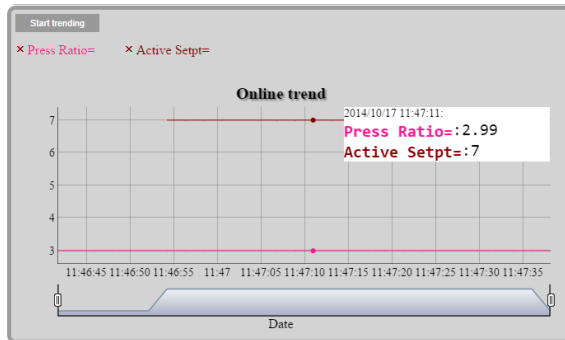 Start trending
× Press Ratio= × Active Setpt=
Online trend
2014/10/17 11:47:11:
Press Ratio=:2.99
Active Setpt=:7
7
6
5
4
3
11:46:45 11:46:50 11:46:55 11:47 11:47:05 11:47:10 11:47:15 11:47:20 11:47:25 11:47:30 11:47:35
Date